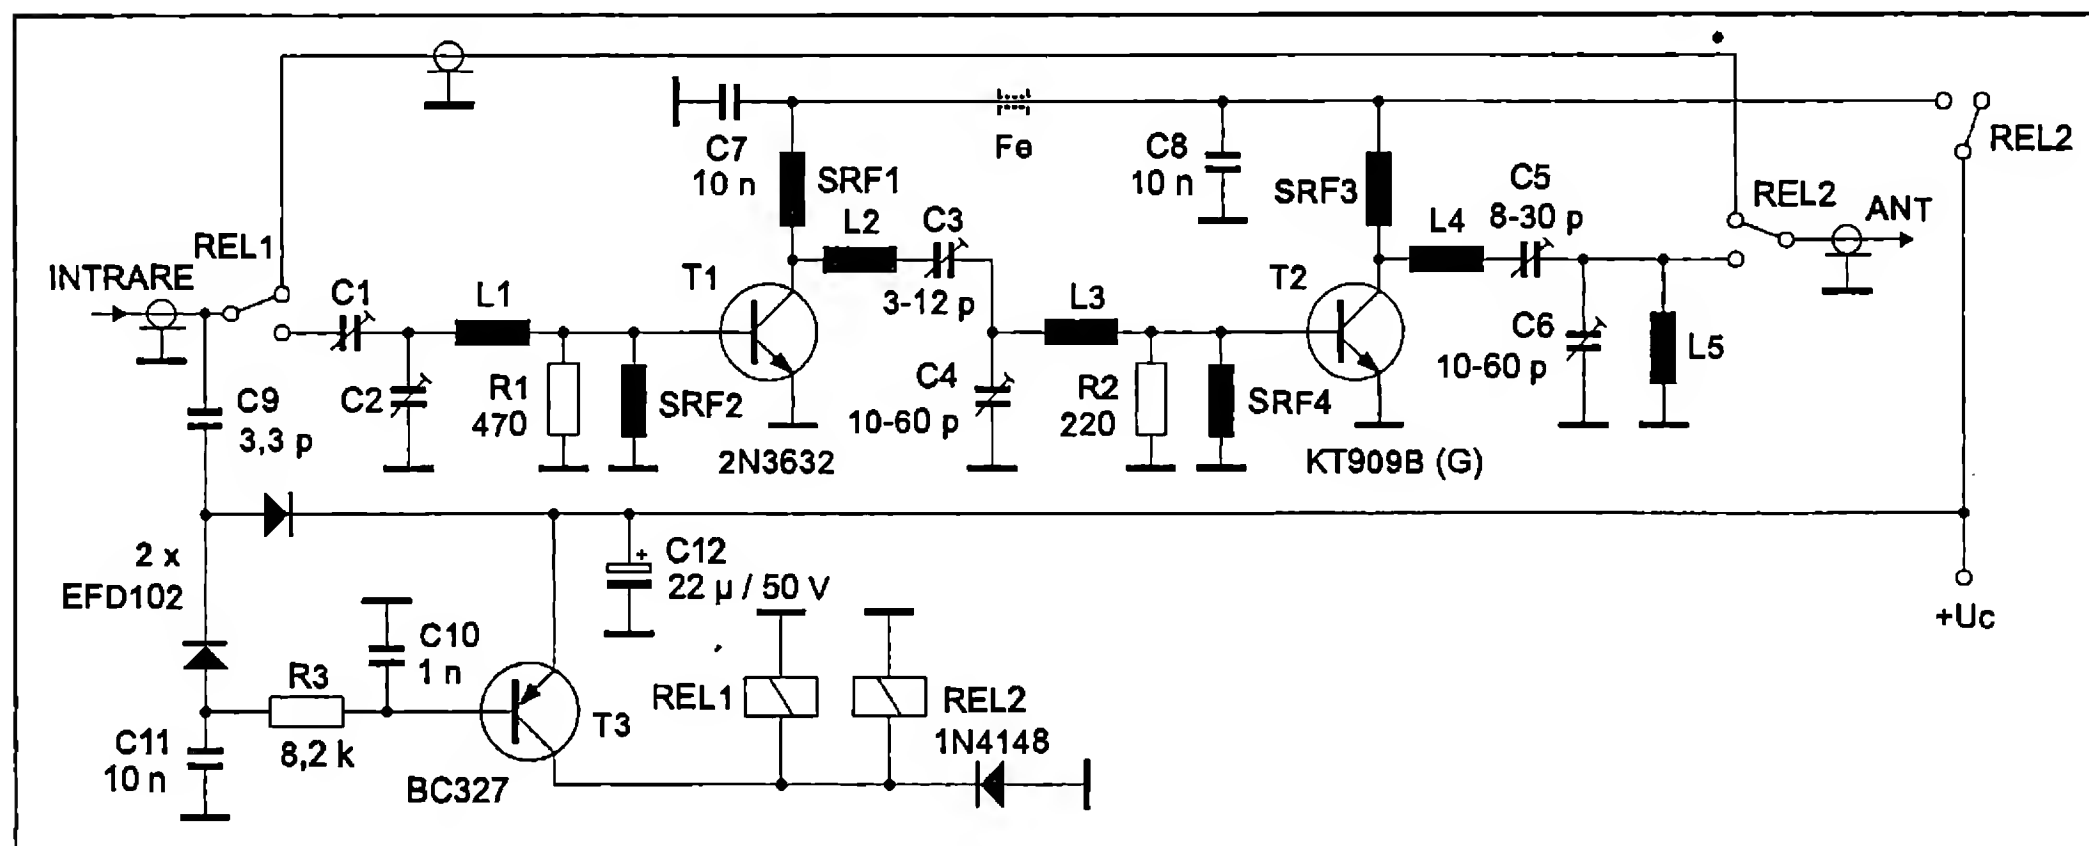 INTRARE
REL1
C1
L1
C2
R1
470
SRF2
T1
2N3632
C7
10 n
SRF1
L2
C3
3-12 p
Fe
C4
10-60 p
L3
R2
220
SRF4
C8
10 n
SRF3
T2
KT909B (G)
L4
C5
8-30 p
C6
10-60 p
L5
REL2
ANT
REL2
+Uc
C9
3,3 p
2 x
EFD102
C11
10 n
R3
8,2 k
C10
1 n
BC327
T3
+
C12
22 µ / 50 V
REL1
REL2
1N4148